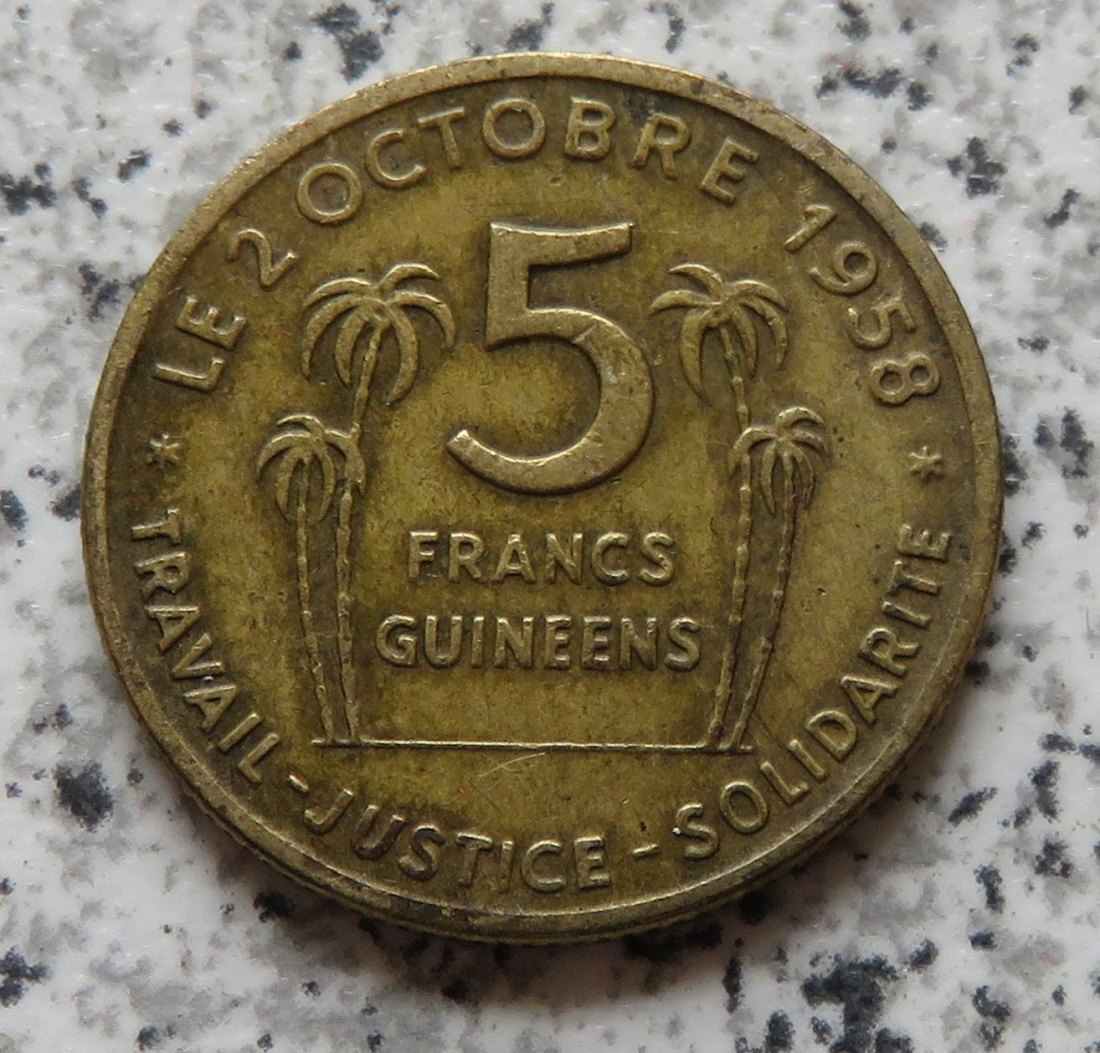 LE 2 OCTOBRE 1958
5
FRANCS
GUINEENS
* TRAVAIL - JUSTICE - SOLIDARITE *